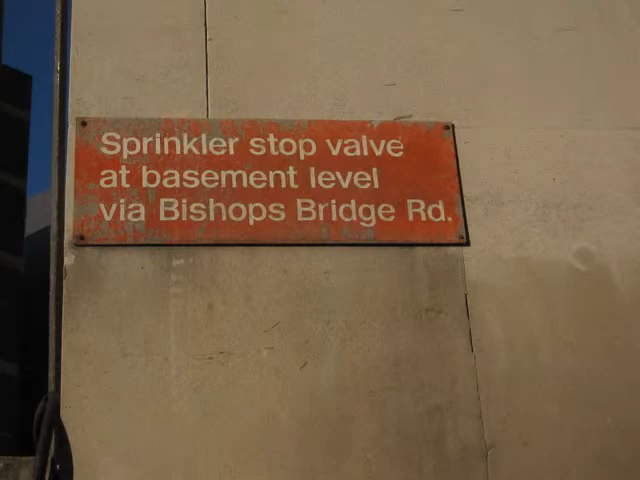 Sprinkler stop valve
at basement level
via Bishops Bridge Rd.